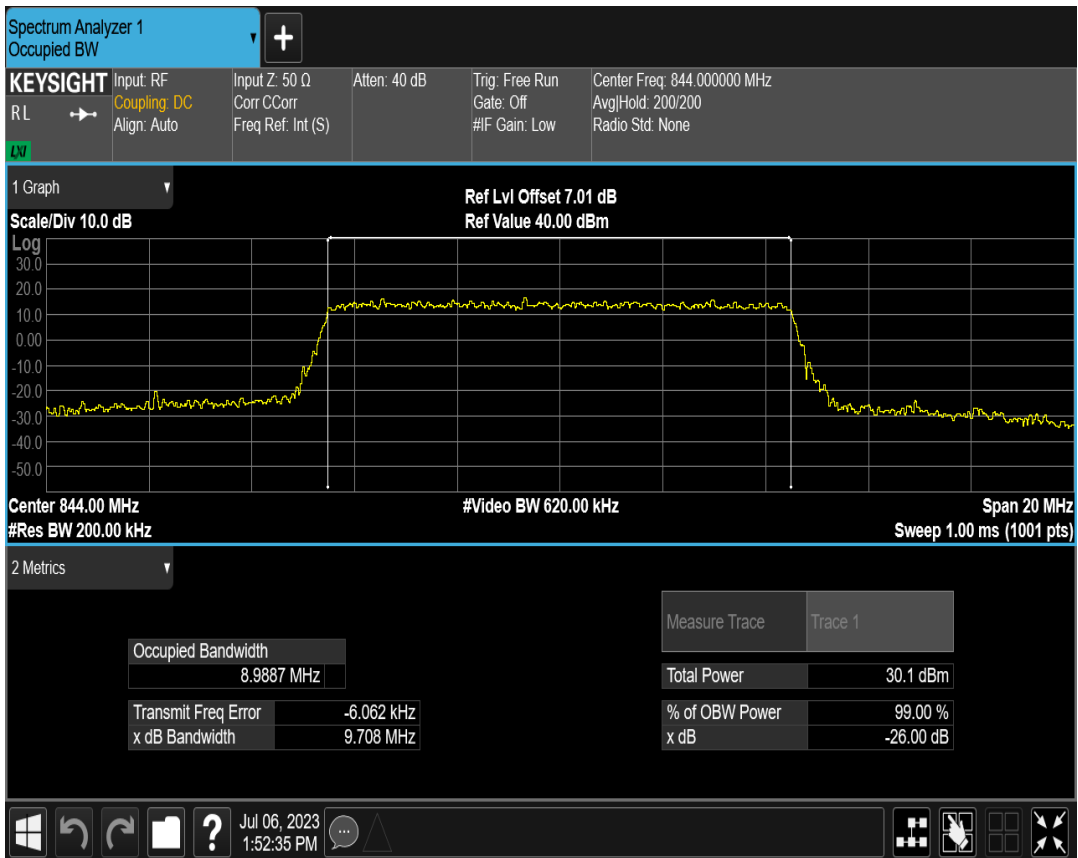 Spectrum Analyzer 1
Occupied BW
+
KEYSIGHT
RL
LXI
Input: RF
Coupling: DC
Align: Auto
Input Z: 50 Ω
Corr CCorr
Freq Ref: Int (S)
Atten: 40 dB
Trig: Free Run
Gate: Off
#IF Gain: Low
Center Freq: 844.000000 MHz
Avg|Hold: 200/200
Radio Std: None
1 Graph
Scale/Div 10.0 dB
Ref Lvl Offset 7.01 dB
Ref Value 40.00 dBm
Log
30.0
20.0
10.0
0.00
-10.0
-20.0
-30.0
-40.0
-50.0
Center 844.00 MHz
#Video BW 620.00 kHz
Span 20 MHz
#Res BW 200.00 kHz
Sweep 1.00 ms (1001 pts)
2 Metrics
Measure Trace Trace 1
Occupied Bandwidth
8.9887 MHz
Total Power 30.1 dBm
Transmit Freq Error -6.062 kHz
% of OBW Power 99.00 %
x dB Bandwidth 9.708 MHz
x dB -26.00 dB
?
Jul 06, 2023
1:52:35 PM